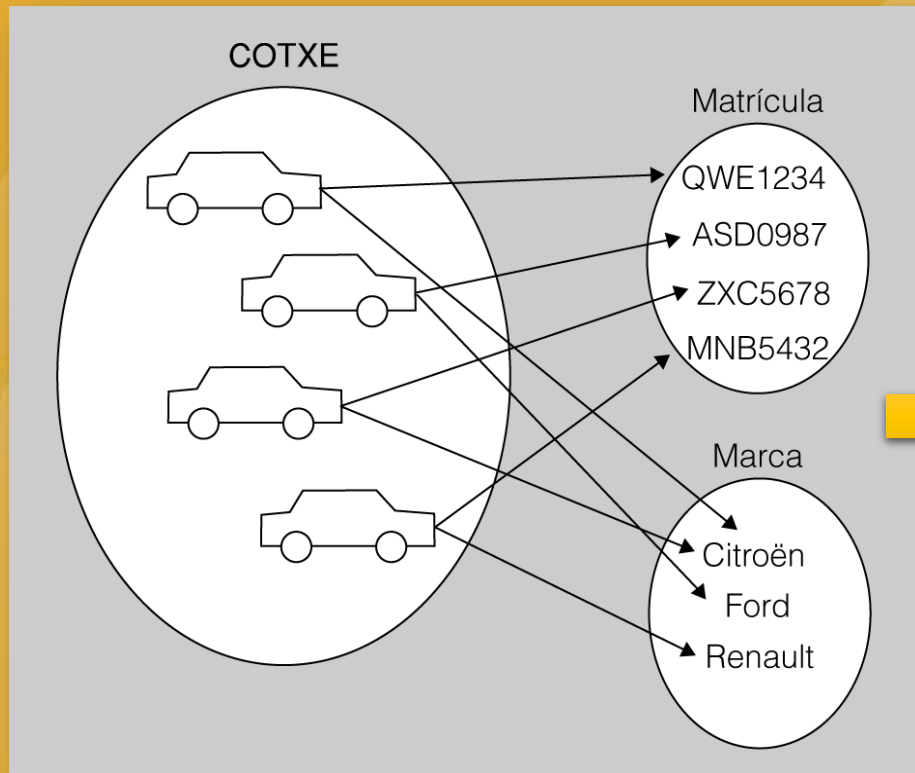 COTXE
Matrícula
QWE1234
ASD0987
ZXC5678
MNB5432
Marca
Citroën
Ford
Renault